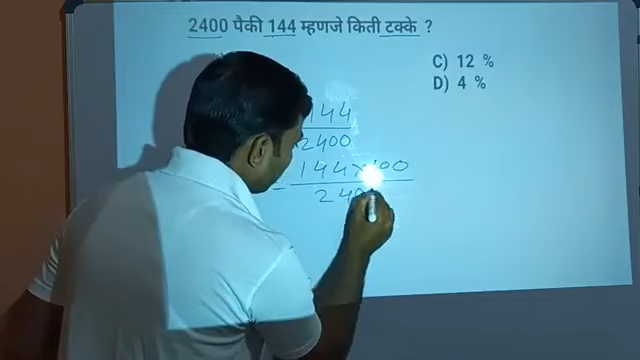 2400 पैकी 144 म्हणजे किती टक्के ?
C) 12 %
D) 4 %
144
2400
= 144×100